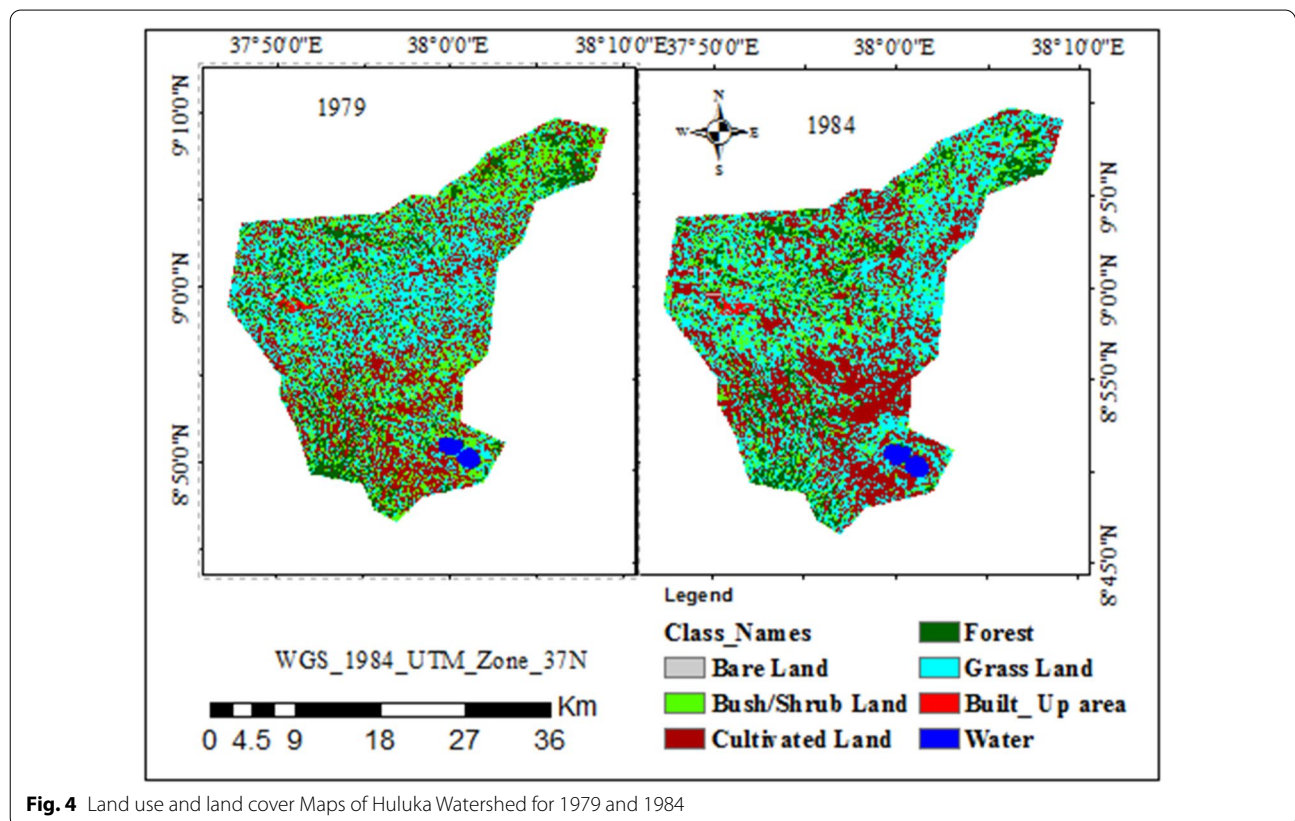 37°50'0"E 38°0'0"E 38°10'0"E 37°50'0"E 38°0'0"E 38°10'0"E
1979
1984
N
W E
S
9°10'0"N
9°0'0"N
8°50'0"N
9°5'0"N
9°0'0"N
8°55'0"N
8°50'0"N
8°45'0"N
Legend
Class_Names
Bare Land
Bush/Shrub Land
Cultivated Land
Forest
Grass Land
Built_ Up area
Water
WGS_1984_UTM_Zone_37N
Km
0 4.5 9 18 27 36
Fig. 4 Land use and land cover Maps of Huluka Watershed for 1979 and 1984